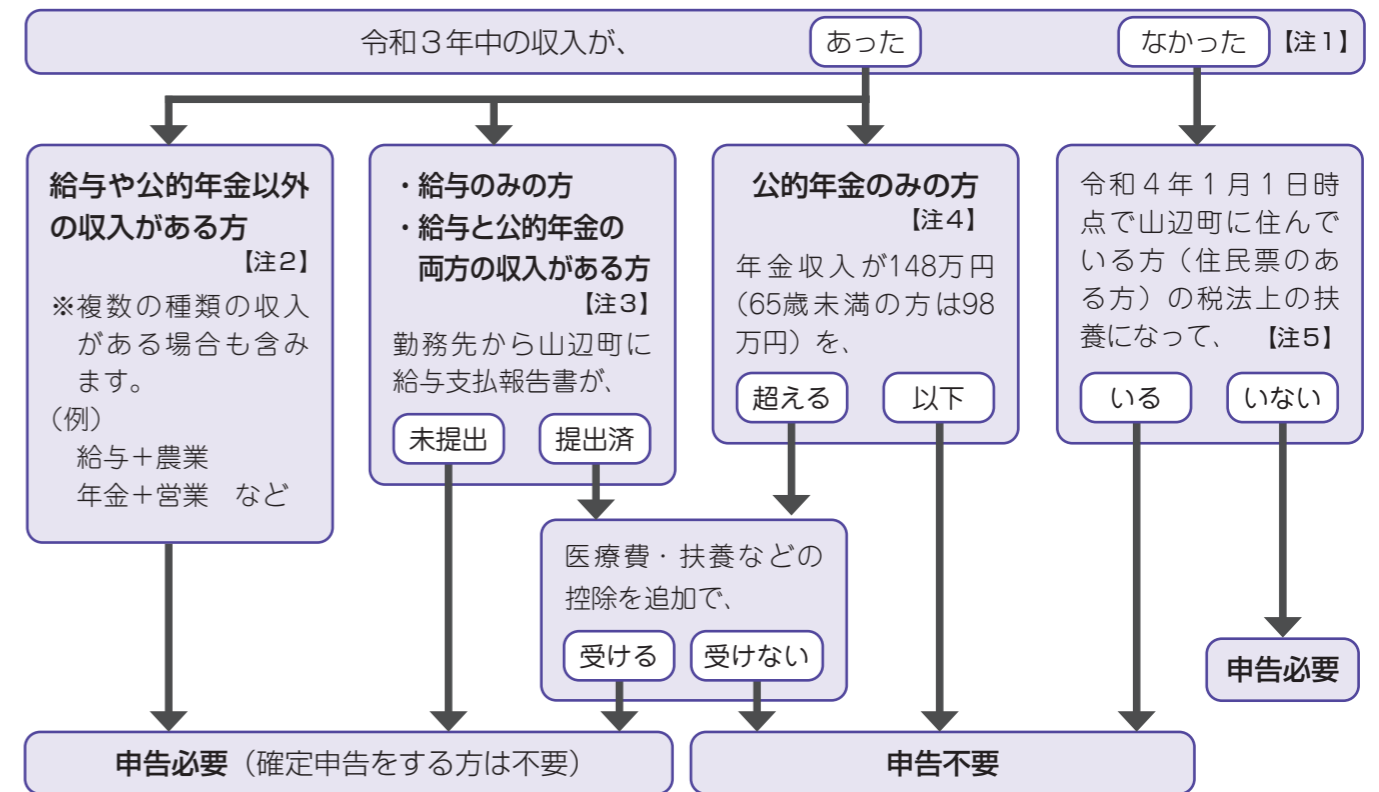 令和3年中の収入が、 あった なかった 【注1】
給与や公的年金以外
の収入がある方
【注2】
※複数の種類の収入
がある場合も含み
ます。
(例)
給与+農業
年金+営業 など
・給与のみの方
・給与と公的年金の
両方の収入がある方
【注3】
勤務先から山辺町に
給与支払報告書が、
未提出 提出済
公的年金のみの方
【注4】
年金収入が148万円
(65歳未満の方は98
万円)を、
超える 以下
令和4年1月1日時
点で山辺町に住んで
いる方(住民票のあ
る方)の税法上の扶
養になって、 【注5】
いる いない
医療費・扶養などの
控除を追加で、
受ける 受けない
申告必要
申告必要(確定申告をする方は不要)
申告不要